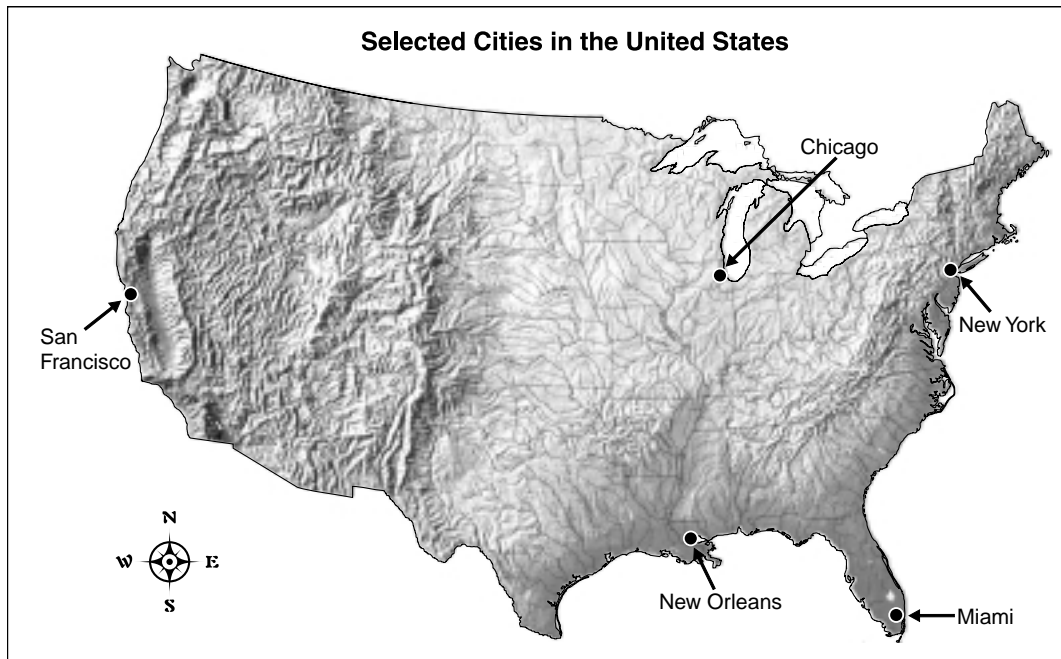 Selected Cities in the United States
Chicago
San
Francisco
New York
N
W E
S
New Orleans
Miami